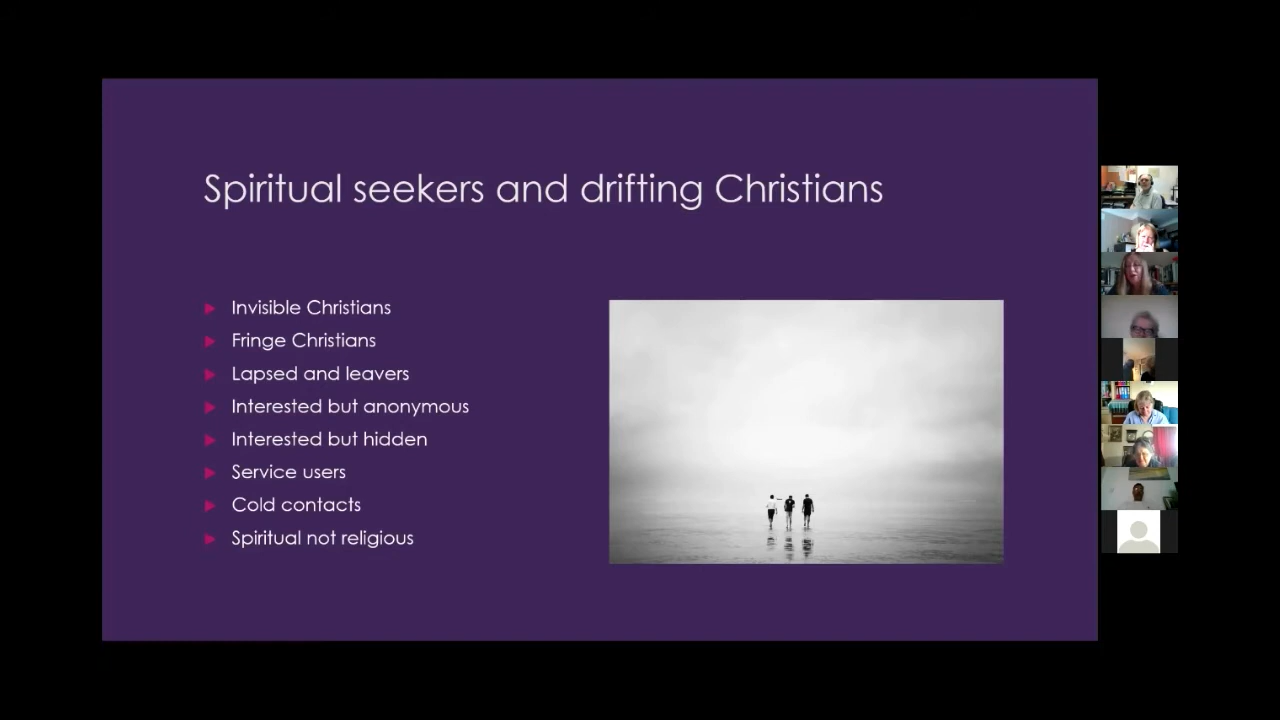 Spiritual seekers and drifting Christians
Invisible Christians
Fringe Christians
Lapsed and leavers
Interested but anonymous
Interested but hidden
Service users
Cold contacts
Spiritual not religious